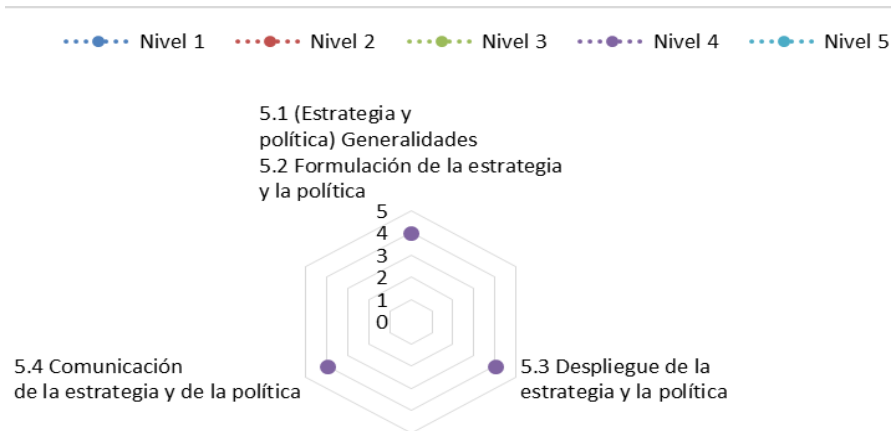 Nivel 1 Nivel 2 Nivel 3 Nivel 4 Nivel 5
5.1 (Estrategia y
política) Generalidades
5.2 Formulación de la estrategia
y la política
5
4
3
2
1
0
5.4 Comunicación
de la estrategia y de la política
5.3 Despliegue de la
estrategia y la política